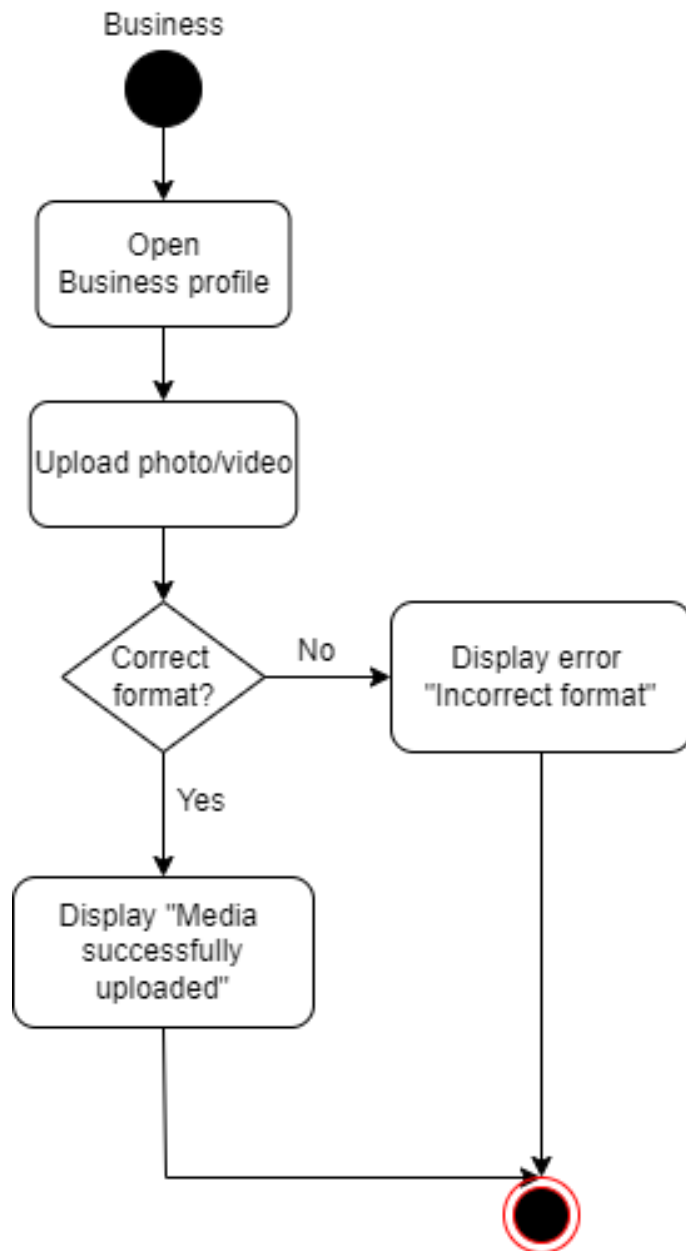 Business
Open
Business profile
Upload photo/video
Correct
format?
No
Display error
"Incorrect format"
Yes
Display "Media
successfully
uploaded"